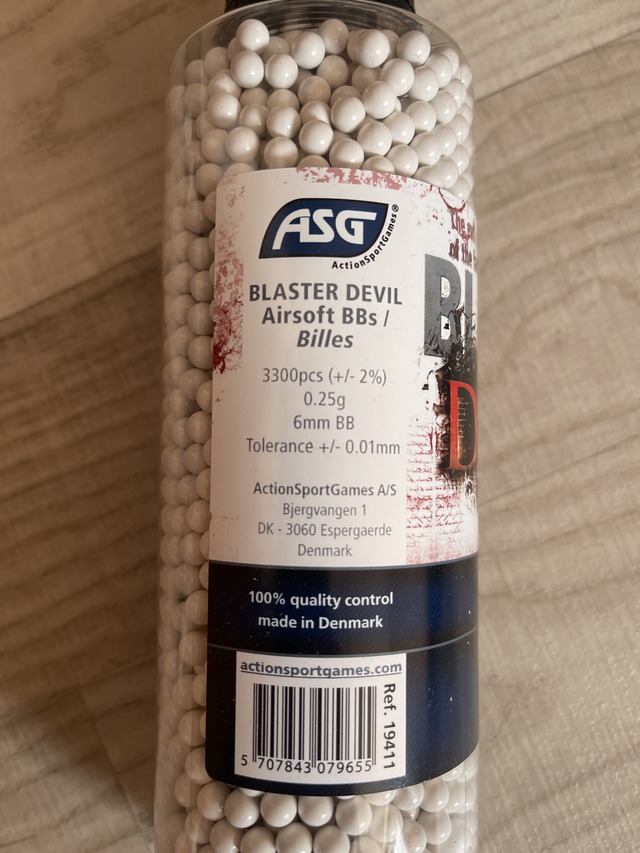 ASG®
ActionSportGames
BLASTER DEVIL
Airsoft BBs /
Billes
3300pcs (+/- 2%)
0.25g
6mm BB
Tolerance +/- 0.01mm
ActionSportGames A/S
Bjergvangen 1
DK - 3060 Espergaerde
Denmark
100% quality control
made in Denmark
actionsportgames.com
Ref. 19411
5 707843 079655